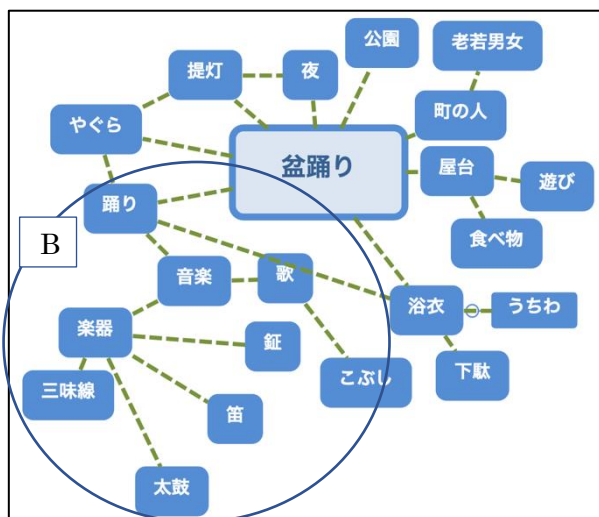 公園
老若男女
提灯
夜
町の人
やぐら
盆踊り
屋台
遊び
踊り
食べ物
B
音楽
歌
浴衣
うちわ
楽器
鉦
下駄
三味線
こぶし
笛
太鼓